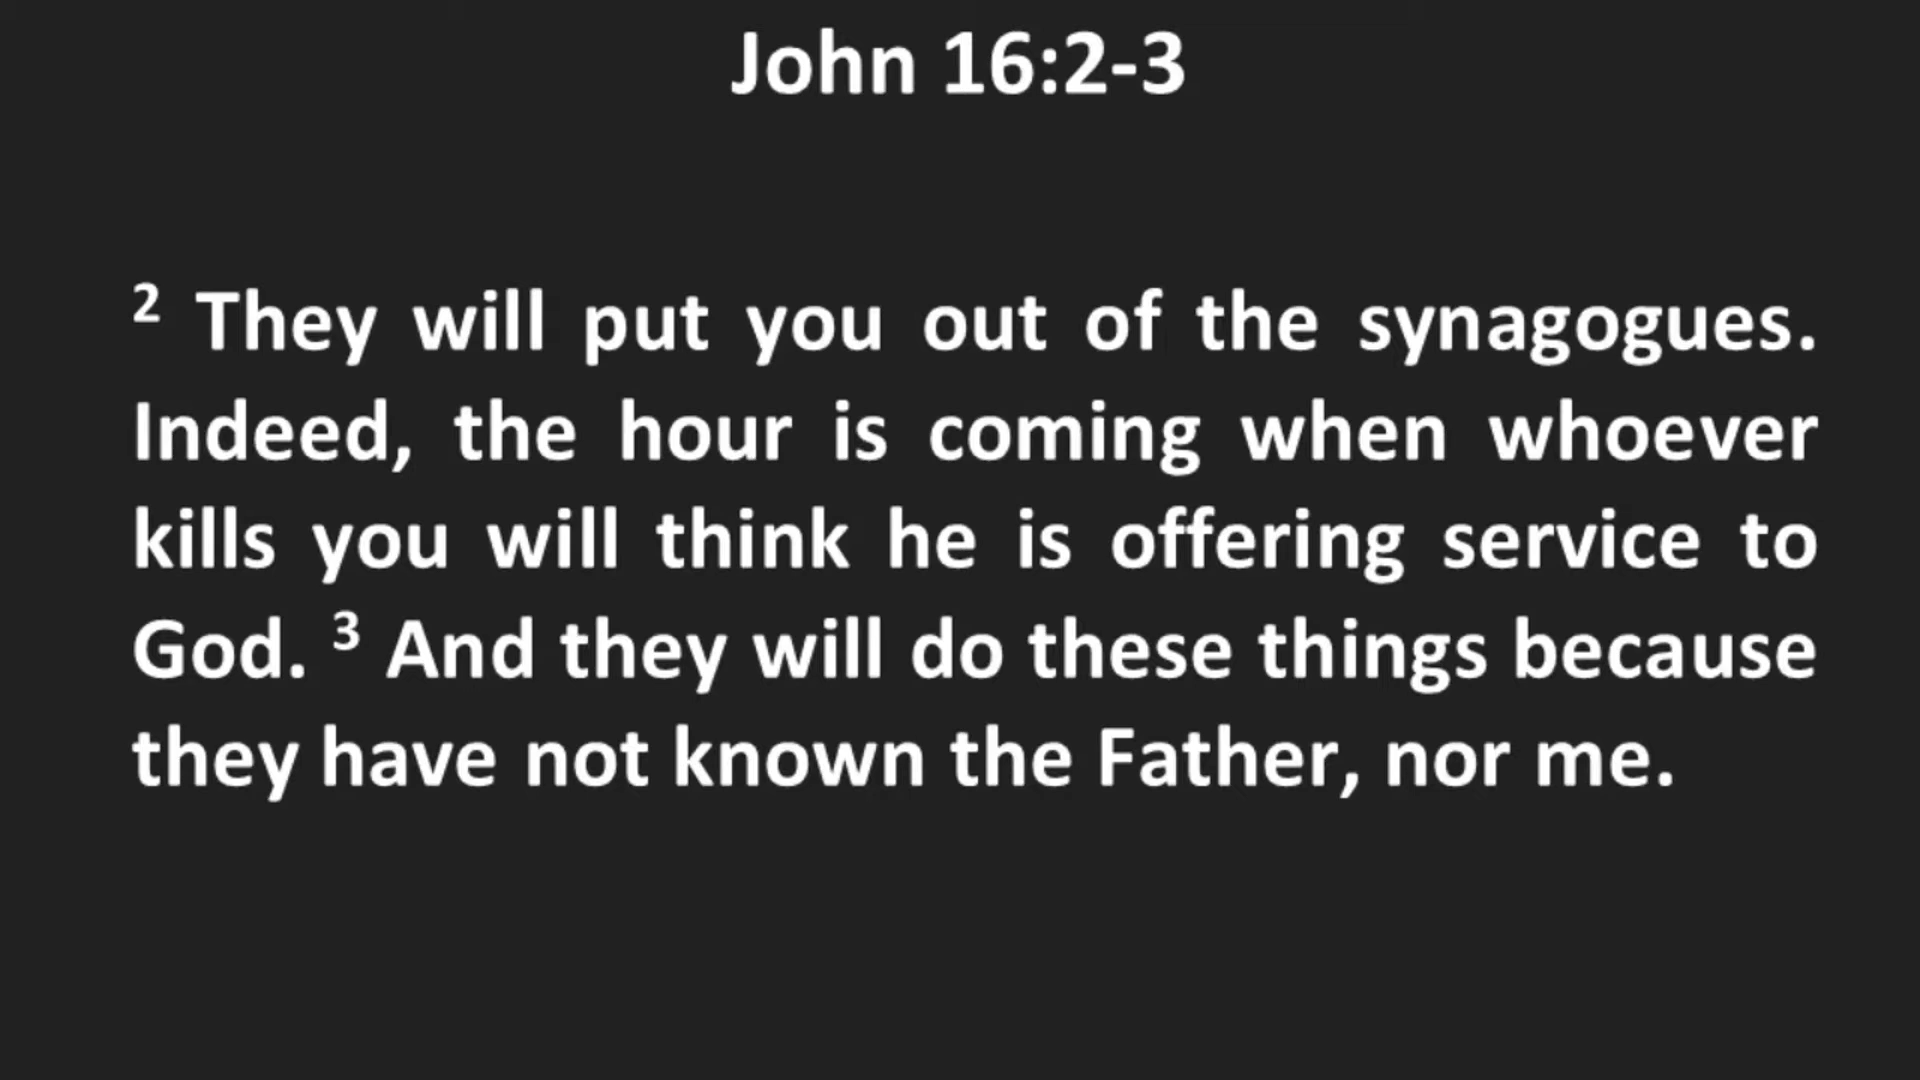 John 16:2-3
2 They will put you out of the synagogues.
Indeed, the hour is coming when whoever
kills you will think he is offering service to
God. 3 And they will do these things because
they have not known the Father, nor me.